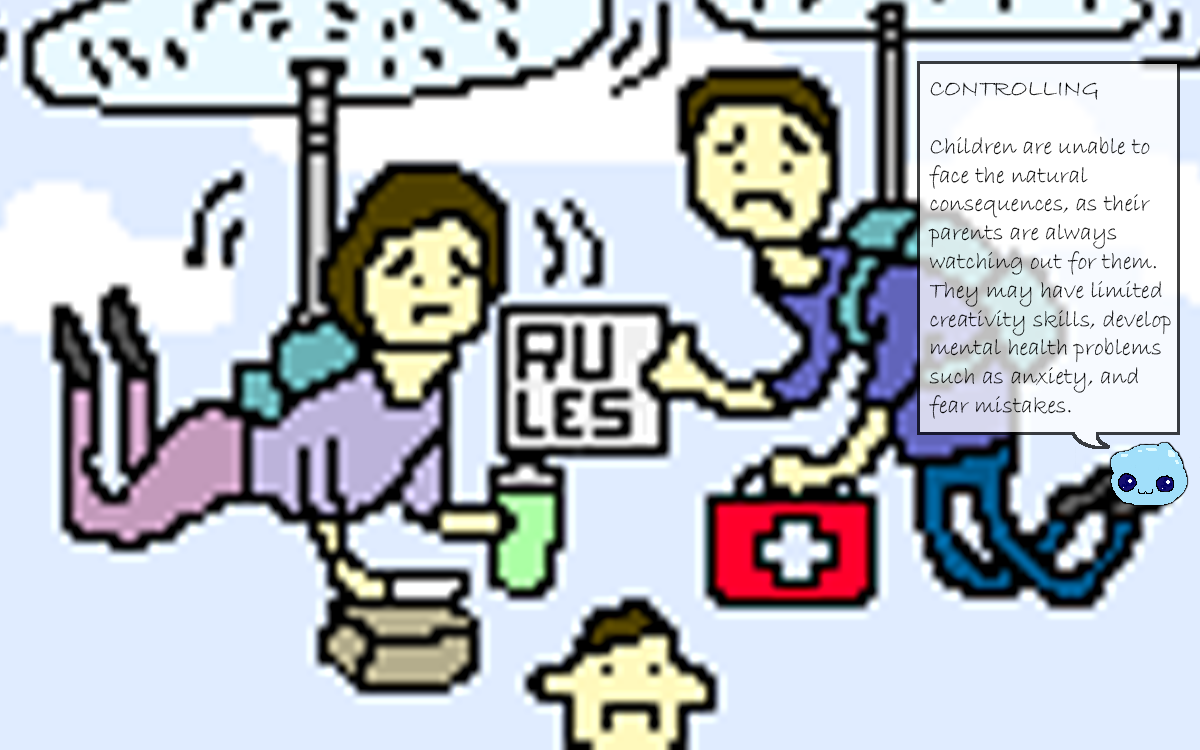 RU
LES
CONTROLLING
Children are unable to
face the natural
consequences, as their
parents are always
watching out for them.
They may have limited
creativity skills, develop
mental health problems
such as anxiety, and
fear mistakes.